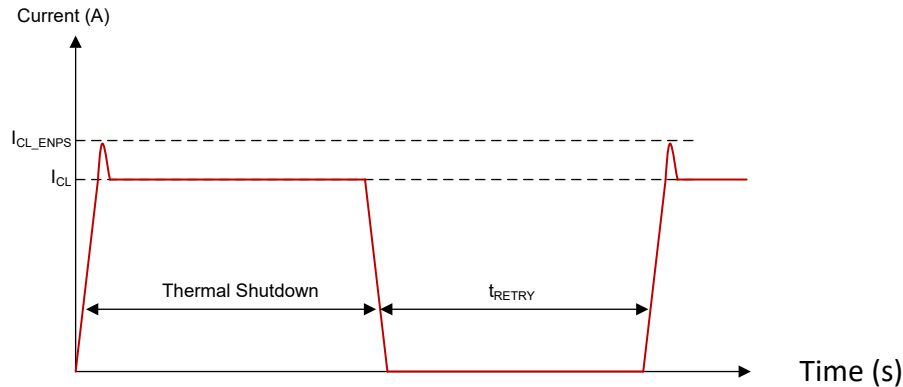 Current (A)
I_CL_ENPS
I_CL
Thermal Shutdown
t_RETRY
Time (s)